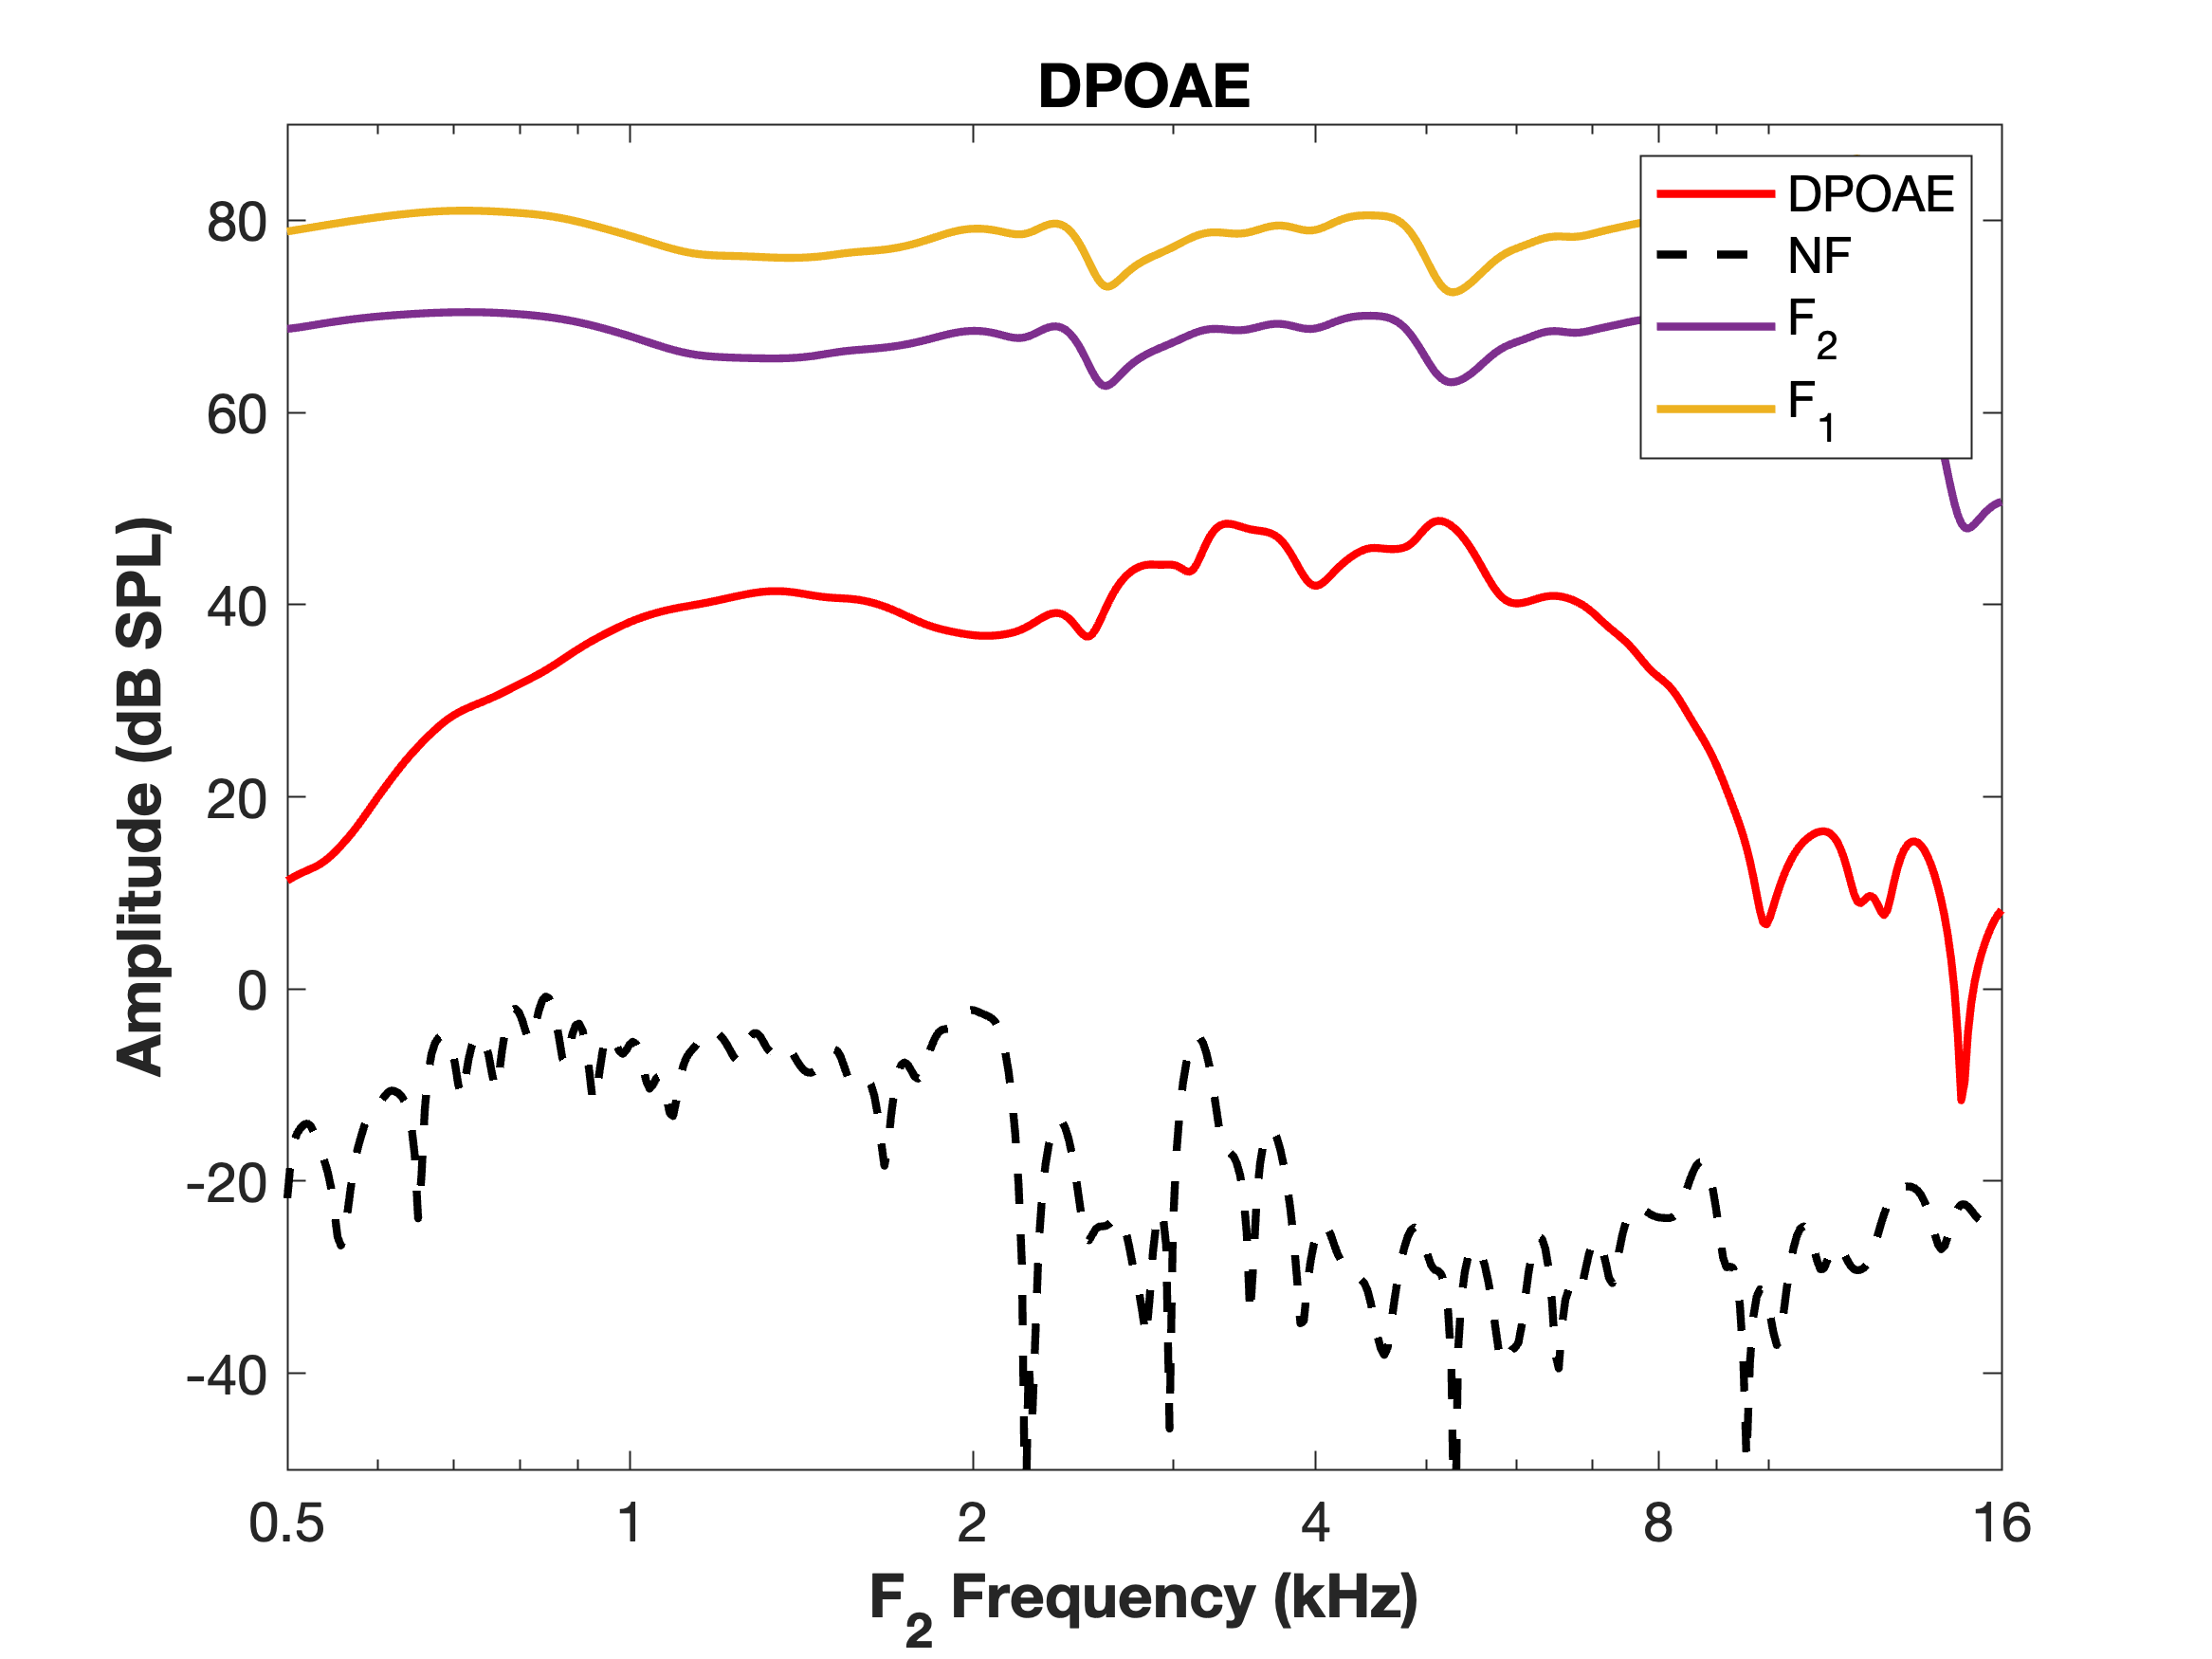 DPOAE
80
60
40
20
0
-20
-40
Amplitude (dB SPL)
DPOAE
NF
F2
F1
0.5 1 2 4 8 16
F2 Frequency (kHz)